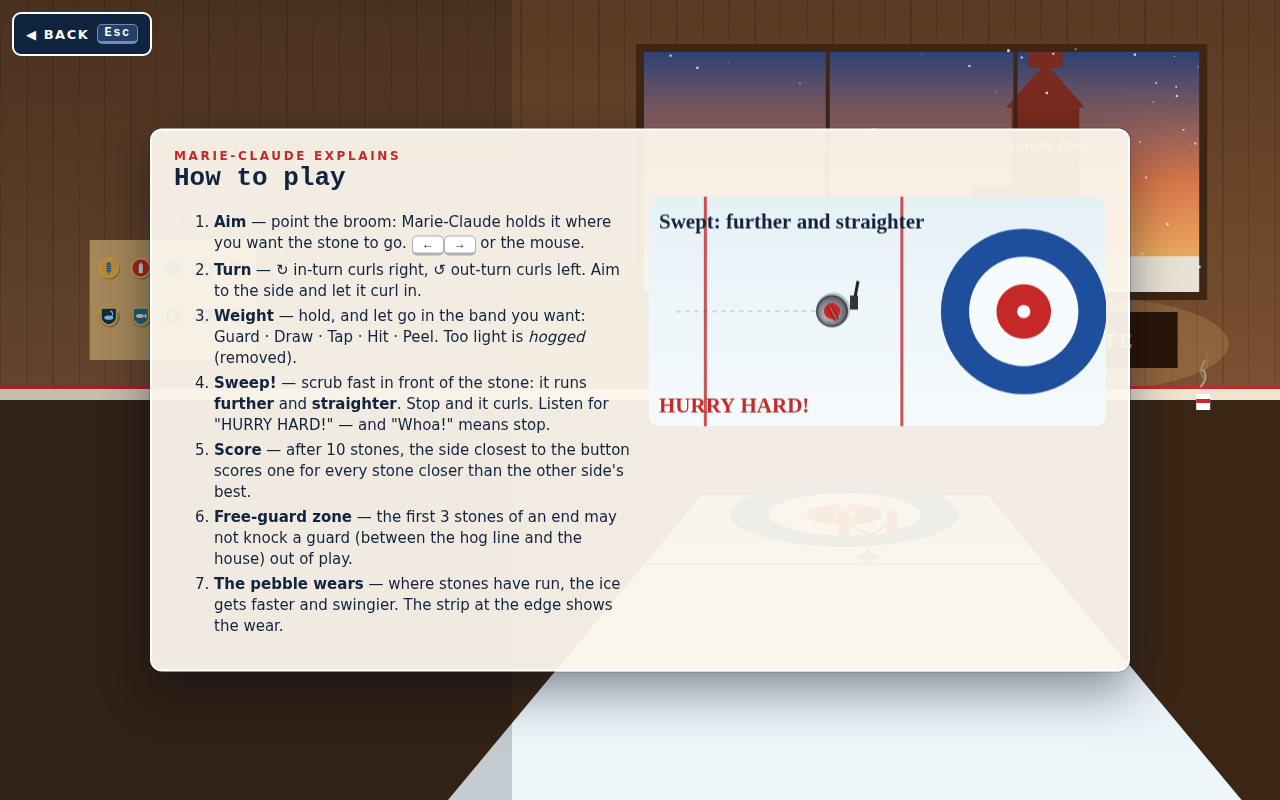 ◀ BACK Esc
MARIE-CLAUDE EXPLAINS
How to play
1. Aim — point the broom: Marie-Claude holds it where
you want the stone to go. ← → or the mouse.
2. Turn — ↻ in-turn curls right, ↺ out-turn curls left. Aim
to the side and let it curl in.
3. Weight — hold, and let go in the band you want:
Guard · Draw · Tap · Hit · Peel. Too light is hogged
(removed).
4. Sweep! — scrub fast in front of the stone: it runs
further and straighter. Stop and it curls. Listen for
"HURRY HARD!" — and "Whoa!" means stop.
5. Score — after 10 stones, the side closest to the button
scores one for every stone closer than the other side's
best.
6. Free-guard zone — the first 3 stones of an end may
not knock a guard (between the hog line and the
house) out of play.
7. The pebble wears — where stones have run, the ice
gets faster and swingier. The strip at the edge shows
the wear.
Swept: further and straighter
HURRY HARD!
MOOSE JAW